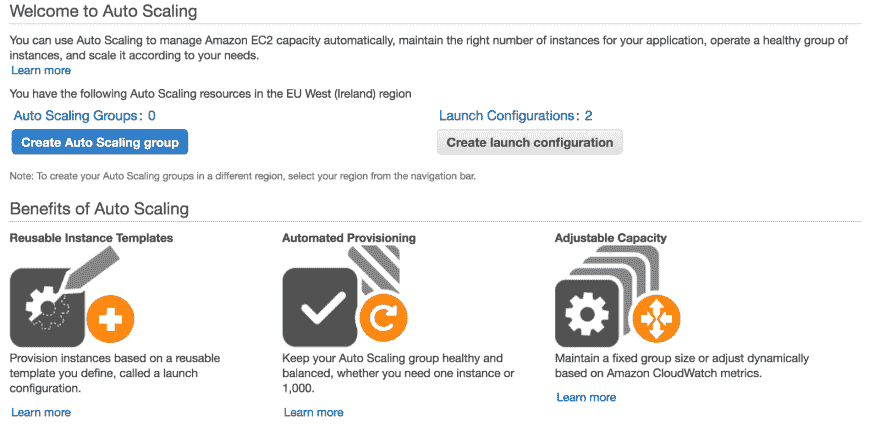 Welcome to Auto Scaling
You can use Auto Scaling to manage Amazon EC2 capacity automatically, maintain the right number of instances for your application, operate a healthy group of
instances, and scale it according to your needs.
Learn more
You have the following Auto Scaling resources in the EU West (Ireland) region
Auto Scaling Groups: 0
Launch Configurations: 2
Create Auto Scaling group
Create launch configuration
Note: To create your Auto Scaling groups in a different region, select your region from the navigation bar.
Benefits of Auto Scaling
Reusable Instance Templates
Provision instances based on a reusable
template you define, called a launch
configuration.
Learn more
Automated Provisioning
Keep your Auto Scaling group healthy and
balanced, whether you need one instance or
1,000.
Learn more
Adjustable Capacity
Maintain a fixed group size or adjust dynamically
based on Amazon CloudWatch metrics.
Learn more